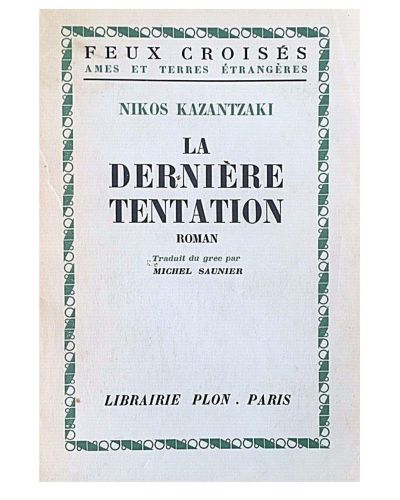 FEUX CROISÉS
AMES ET TERRES ÉTRANGÈRES
NIKOS KAZANTZAKI
LA
DERNIÈRE
TENTATION
ROMAN
Traduit du grec par
MICHEL SAUNIER
LIBRAIRIE PLON . PARIS